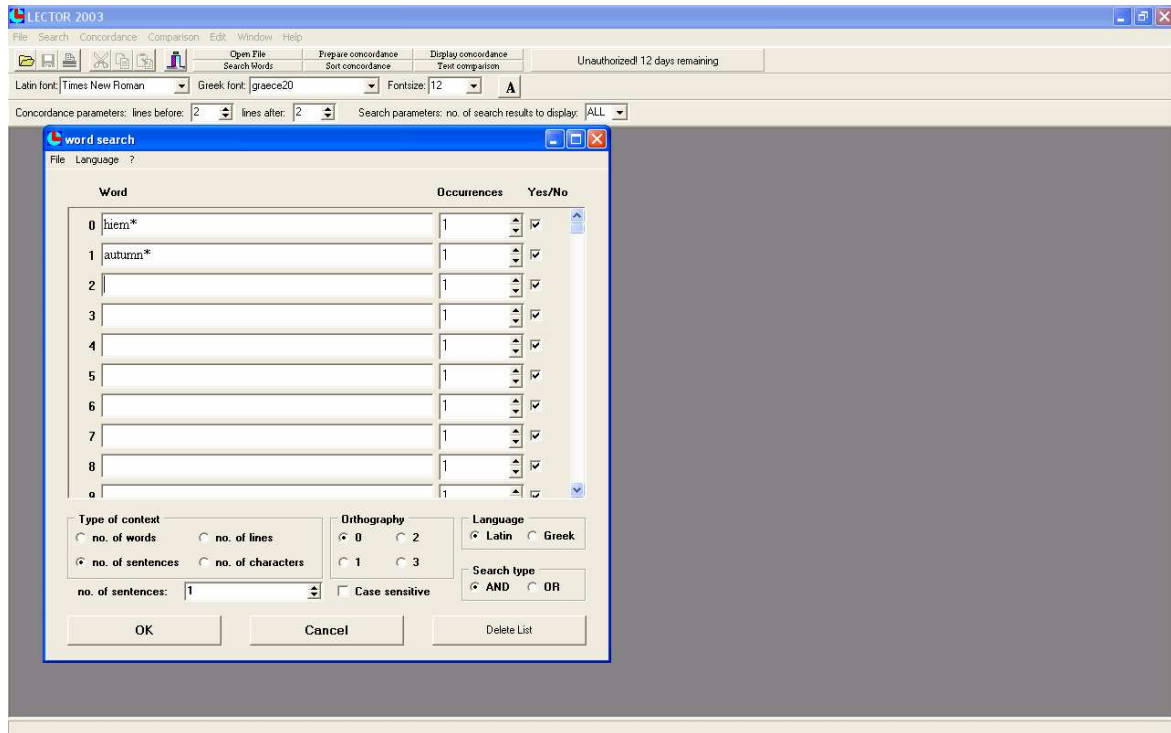 LECTOR 2003
File Search Concordance Comparison Edit Window Help
Open File Prepare concordance Display concordance
Search Words Sort concordance Text comparison
Unauthorized! 12 days remaining
Latin font: Times New Roman Greek font: graece20 Fontsize: 12 A
Concordance parameters: lines before: 2 lines after: 2 Search parameters: no. of search results to display: ALL
word search
File Language ?
Word Occurrences Yes/No
0 hiem* 1
1 autumn* 1
2 1
3 1
4 1
5 1
6 1
7 1
8 1
9 1
Type of context Orthography Language
no. of words no. of lines 0 2 Latin Greek
no. of sentences no. of characters 1 3 Search type
no. of sentences: 1 Case sensitive AND OR
OK Cancel Delete List